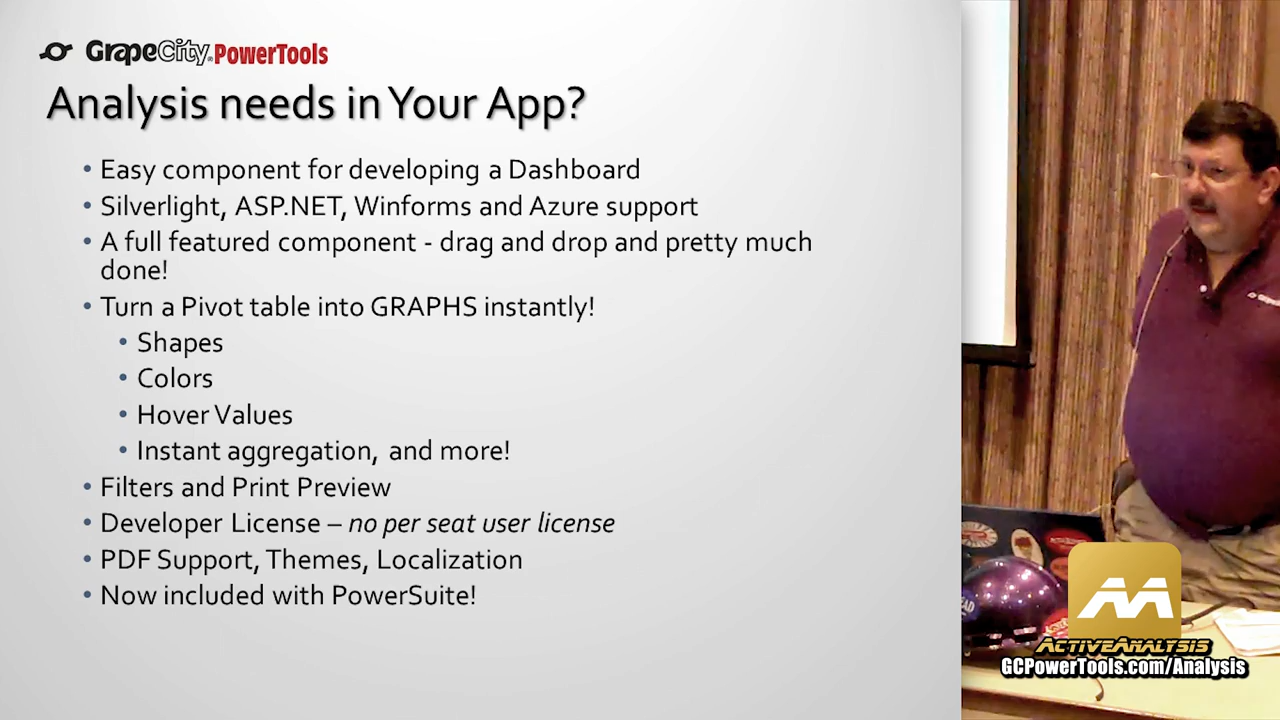 GrapeCity PowerTools
Analysis needs in Your App?
• Easy component for developing a Dashboard
• Silverlight, ASP.NET, Winforms and Azure support
• A full featured component - drag and drop and pretty much
done!
• Turn a Pivot table into GRAPHS instantly!
• Shapes
• Colors
• Hover Values
• Instant aggregation, and more!
• Filters and Print Preview
• Developer License – no per seat user license
• PDF Support, Themes, Localization
• Now included with PowerSuite!
ActiveAnalysis
GCPowerTools.com/Analysis